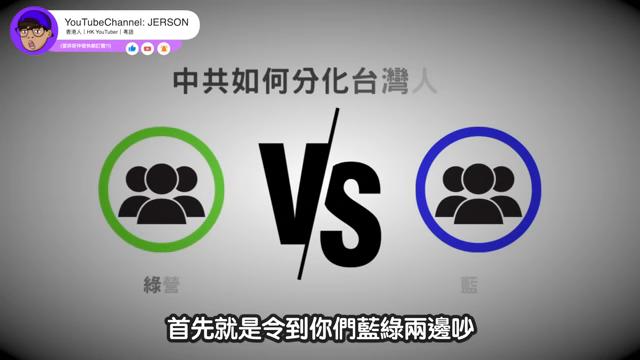 YouTubeChannel: JERSON
香港人 | HK YouTuber | 粵語
中共如何分化台灣人
VS
綠營
藍
首先就是令到你們藍綠兩邊吵